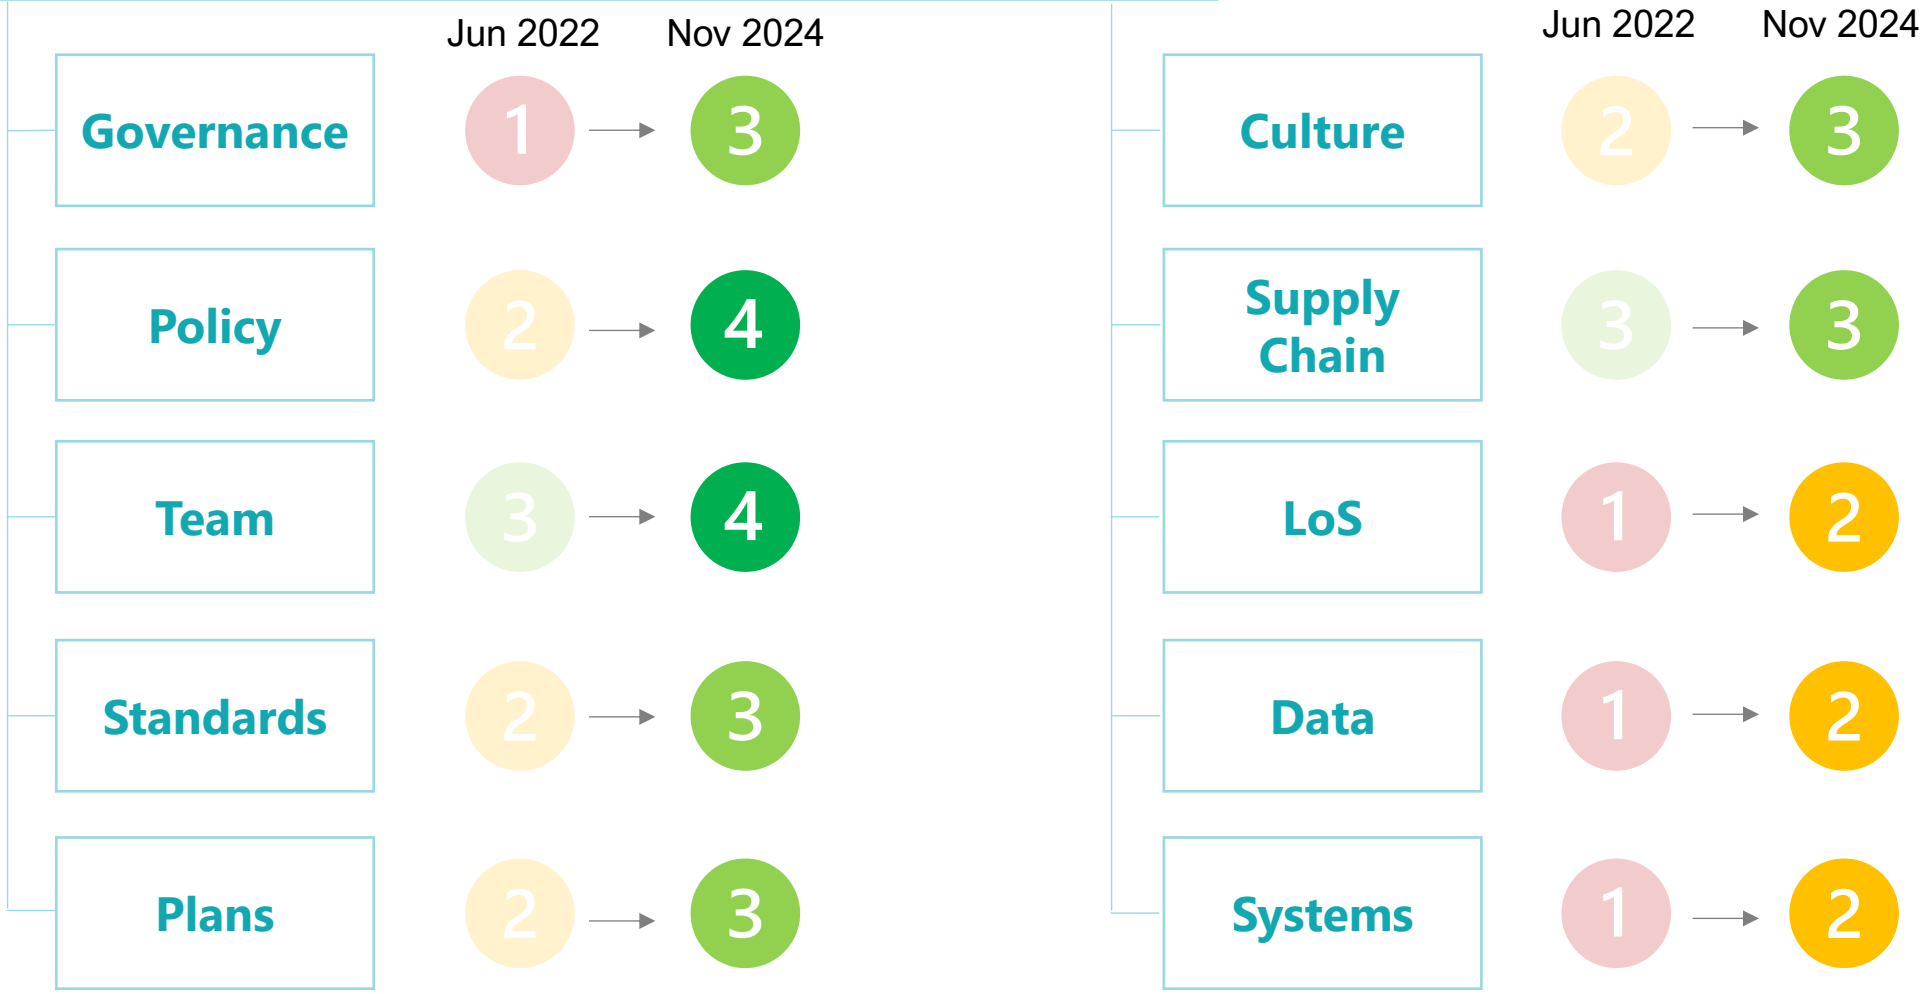 Jun 2022 Nov 2024
Governance 1 3
Policy 2 4
Team 3 4
Standards 2 3
Plans 2 3
Jun 2022 Nov 2024
Culture 2 3
Supply
Chain 3 3
LoS 1 2
Data 1 2
Systems 1 2